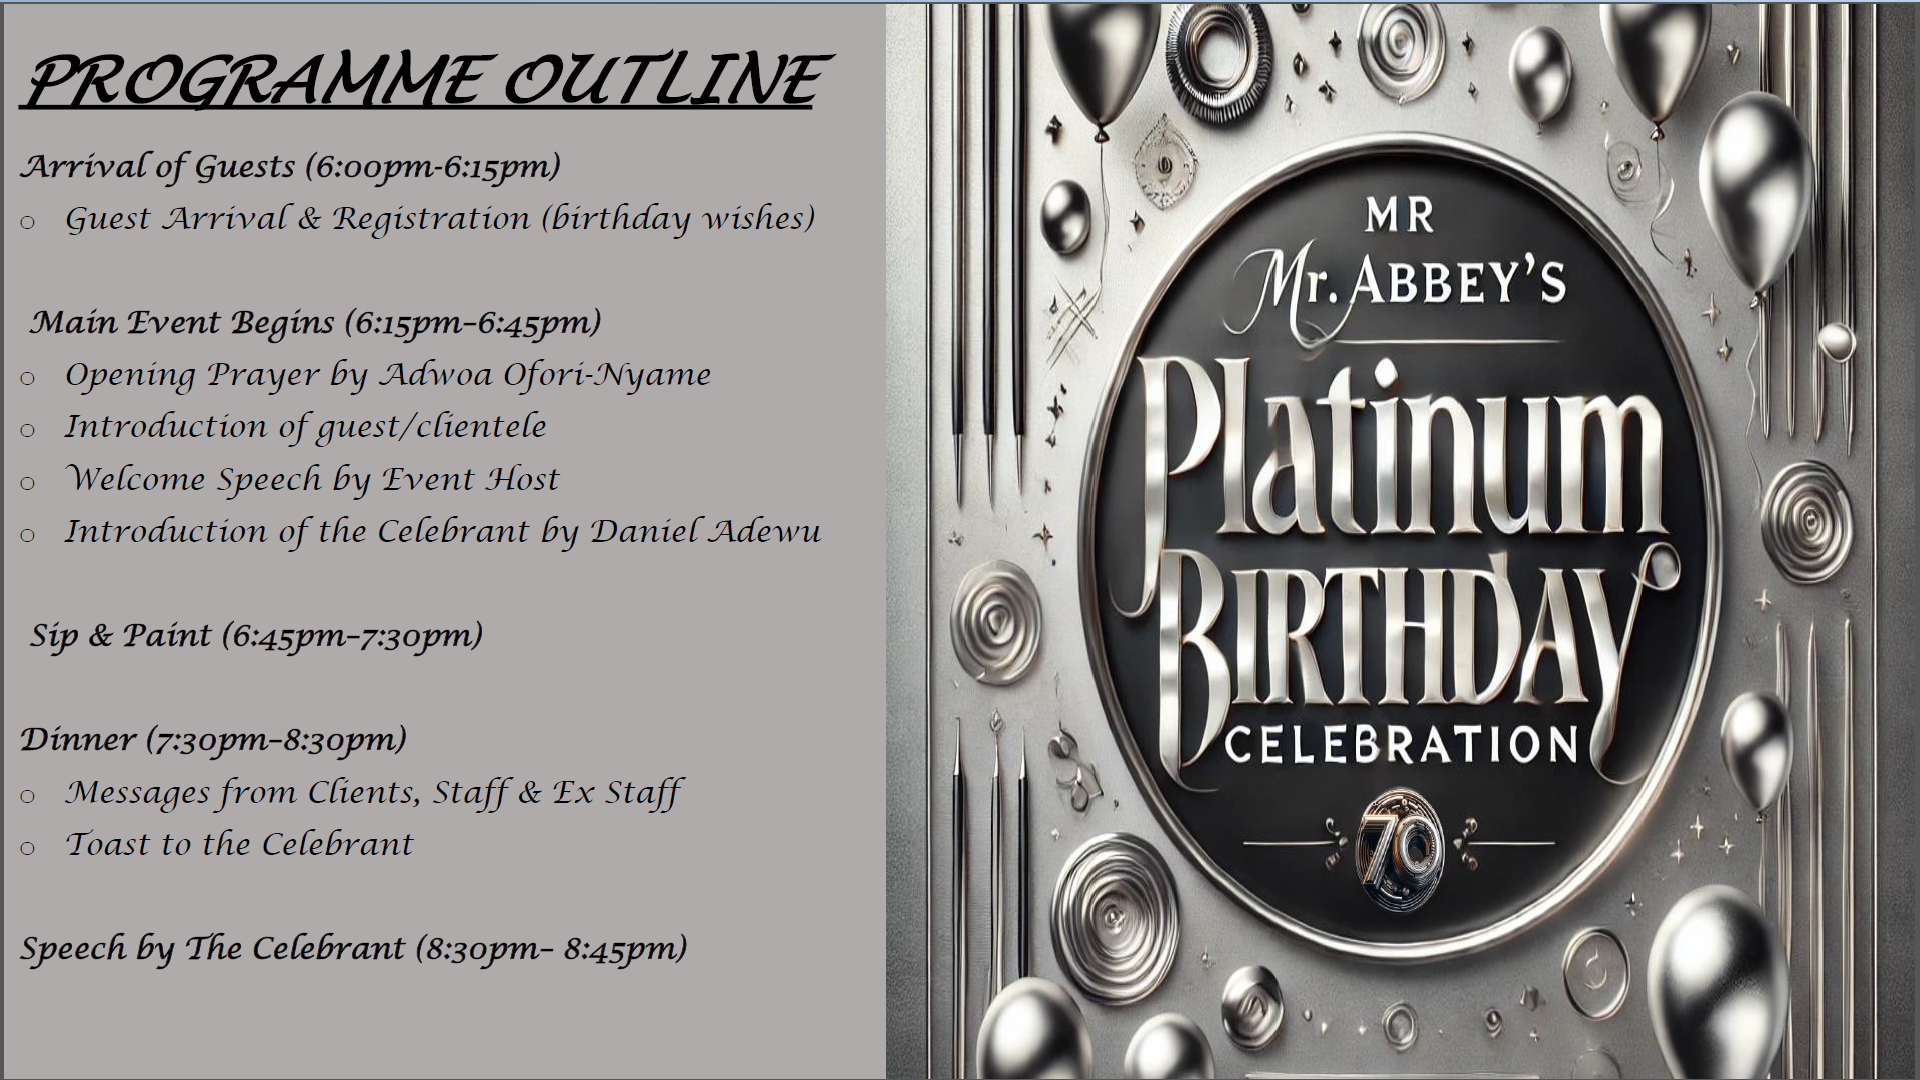 PROGRAMME OUTLINE
Arrival of Guests (6:00pm-6:15pm)
o Guest Arrival & Registration (birthday wishes)
Main Event Begins (6:15pm–6:45pm)
o Opening Prayer by Adwoa Ofori-Nyame
o Introduction of guest/clientele
o Welcome Speech by Event Host
o Introduction of the Celebrant by Daniel Adewu
Sip & Paint (6:45pm–7:30pm)
Dinner (7:30pm–8:30pm)
o Messages from Clients, Staff & Ex Staff
o Toast to the Celebrant
Speech by The Celebrant (8:30pm– 8:45pm)
MR
Mr. ABBEY'S
Platinum
BIRTHDAY
CELEBRATION
70